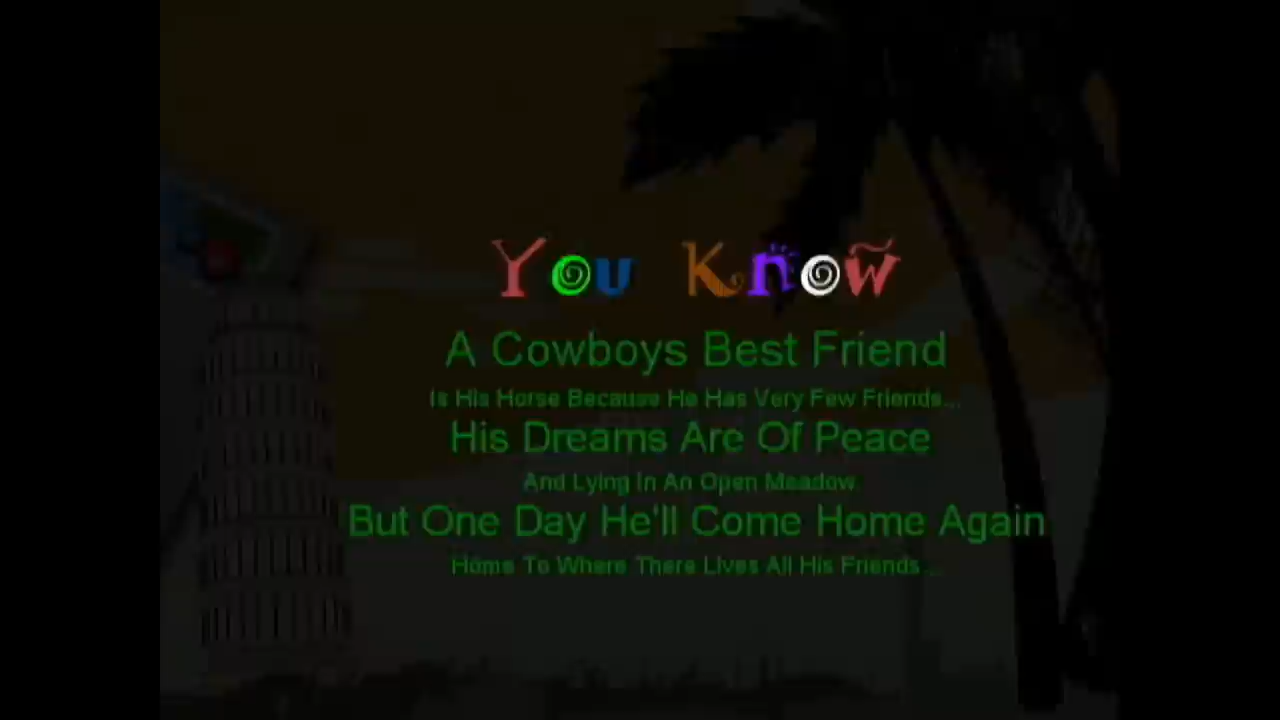 You Know
A Cowboys Best Friend
Is His Horse Because He Has Very Few Friends...
His Dreams Are Of Peace
And Lying In An Open Meadow.
But One Day He'll Come Home Again
Home To Where There Lives All His Friends...